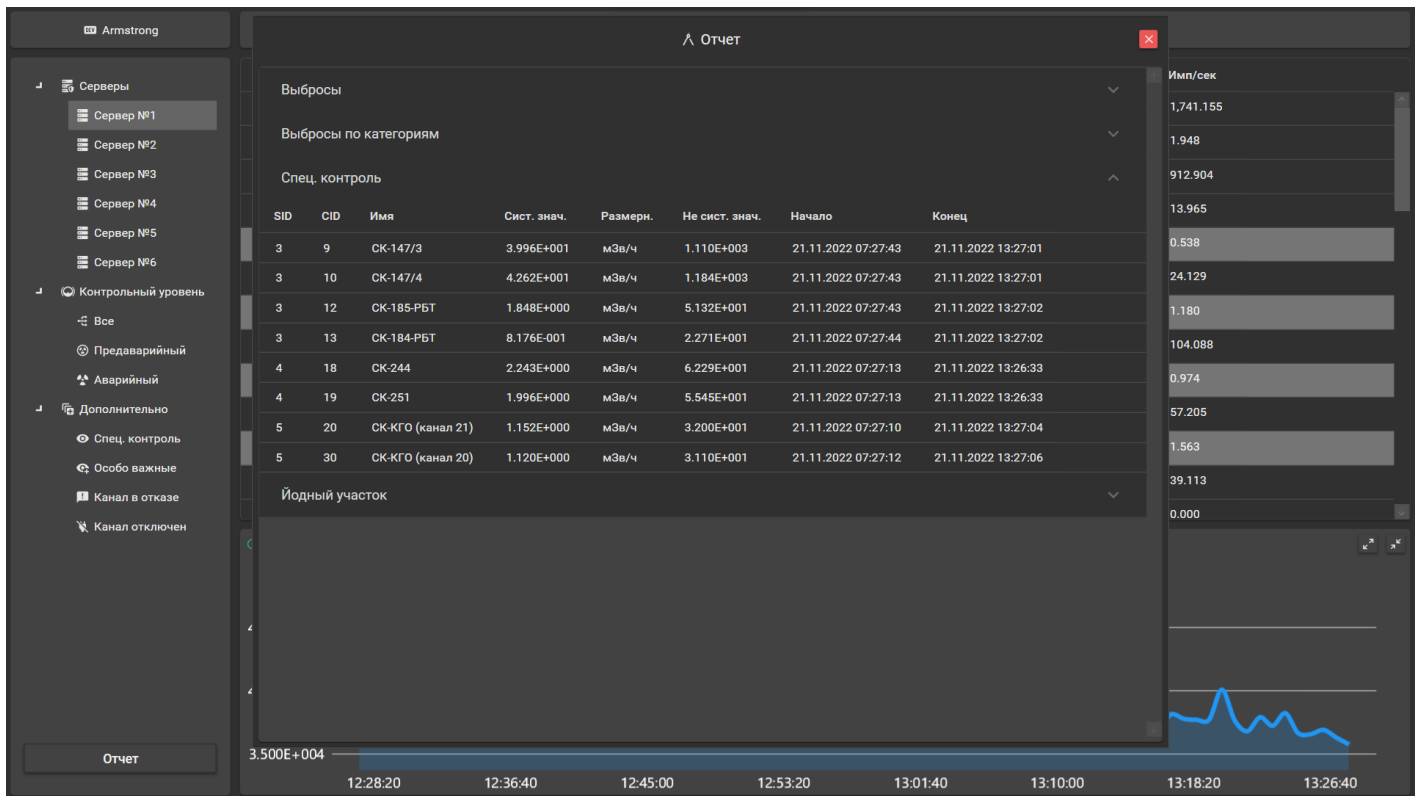 Armstrong
Серверы
Сервер №1
Сервер №2
Сервер №3
Сервер №4
Сервер №5
Сервер №6
Контрольный уровень
Все
Предаварийный
Аварийный
Дополнительно
Спец. контроль
Особо важные
Канал в отказе
Канал отключен
Отчет
Отчет
Выбросы
Выбросы по категориям
Спец. контроль
SID CID Имя Сист. знач. Размерн. Не сист. знач. Начало Конец
3 9 СК-147/3 3.996E+001 мЗв/ч 1.110E+003 21.11.2022 07:27:43 21.11.2022 13:27:01
3 10 СК-147/4 4.262E+001 мЗв/ч 1.184E+003 21.11.2022 07:27:43 21.11.2022 13:27:01
3 12 СК-185-РБТ 1.848E+000 мЗв/ч 5.132E+001 21.11.2022 07:27:43 21.11.2022 13:27:02
3 13 СК-184-РБТ 8.176E-001 мЗв/ч 2.271E+001 21.11.2022 07:27:44 21.11.2022 13:27:02
4 18 СК-244 2.243E+000 мЗв/ч 6.229E+001 21.11.2022 07:27:13 21.11.2022 13:26:33
4 19 СК-251 1.996E+000 мЗв/ч 5.545E+001 21.11.2022 07:27:13 21.11.2022 13:26:33
5 20 СК-КГО (канал 21) 1.152E+000 мЗв/ч 3.200E+001 21.11.2022 07:27:10 21.11.2022 13:27:04
5 30 СК-КГО (канал 20) 1.120E+000 мЗв/ч 3.110E+001 21.11.2022 07:27:12 21.11.2022 13:27:06
Йодный участок
Имп/сек
1,741.155
1.948
912.904
13.965
0.538
24.129
1.180
104.088
0.974
57.205
1.563
39.113
0.000
3.500E+004
12:28:20 12:36:40 12:45:00 12:53:20 13:01:40 13:10:00 13:18:20 13:26:40